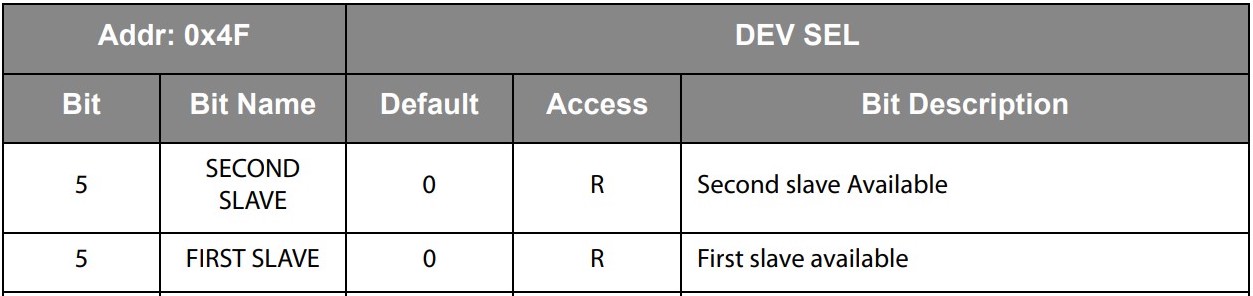 Addr: 0x4F DEV SEL
Bit Bit Name Default Access Bit Description
5 SECOND SLAVE 0 R Second slave Available
5 FIRST SLAVE 0 R First slave available